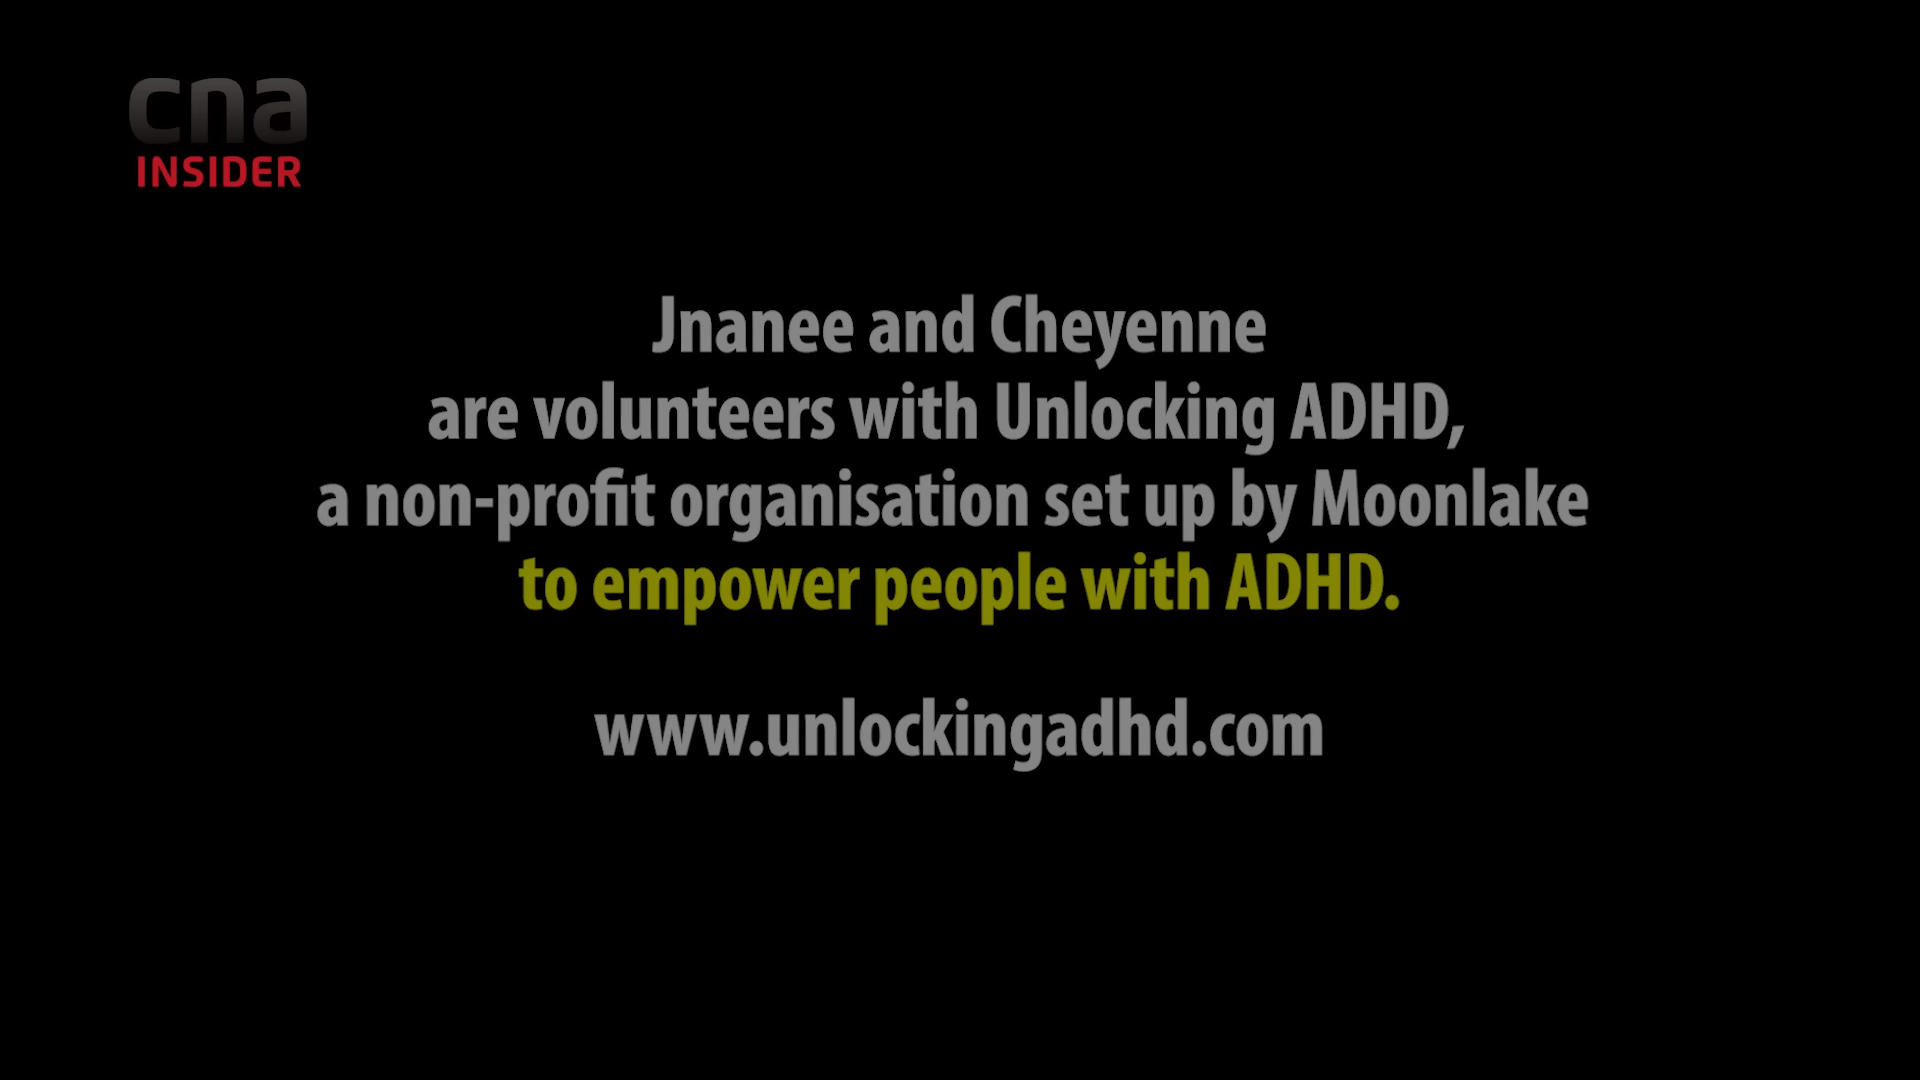 cna
INSIDER
Jnanee and Cheyenne
are volunteers with Unlocking ADHD,
a non-profit organisation set up by Moonlake
to empower people with ADHD.
www.unlockingadhd.com